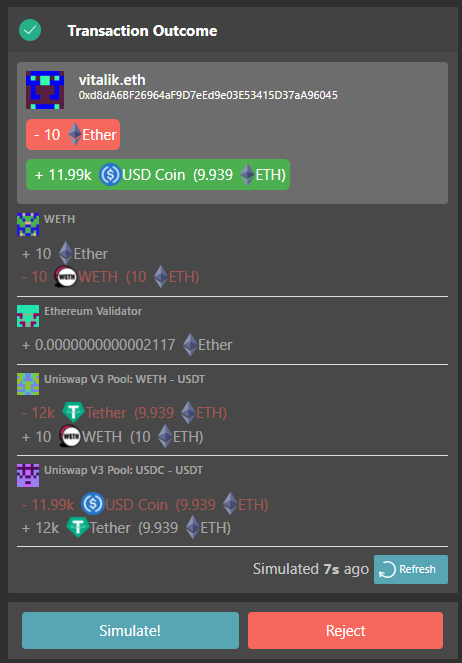 Transaction Outcome
vitalik.eth
0xd8dA6BF26964aF9D7eEd9e03E53415D37aA96045
- 10 Ether
+ 11.99k USD Coin (9.939 ETH)
WETH
+ 10 Ether
- 10 WETH WETH (10 ETH)
Ethereum Validator
+ 0.0000000000002117 Ether
Uniswap V3 Pool: WETH - USDT
- 12k Tether (9.939 ETH)
+ 10 WETH WETH (10 ETH)
Uniswap V3 Pool: USDC - USDT
- 11.99k USD Coin (9.939 ETH)
+ 12k Tether (9.939 ETH)
Simulated 7s ago Refresh
Simulate! Reject